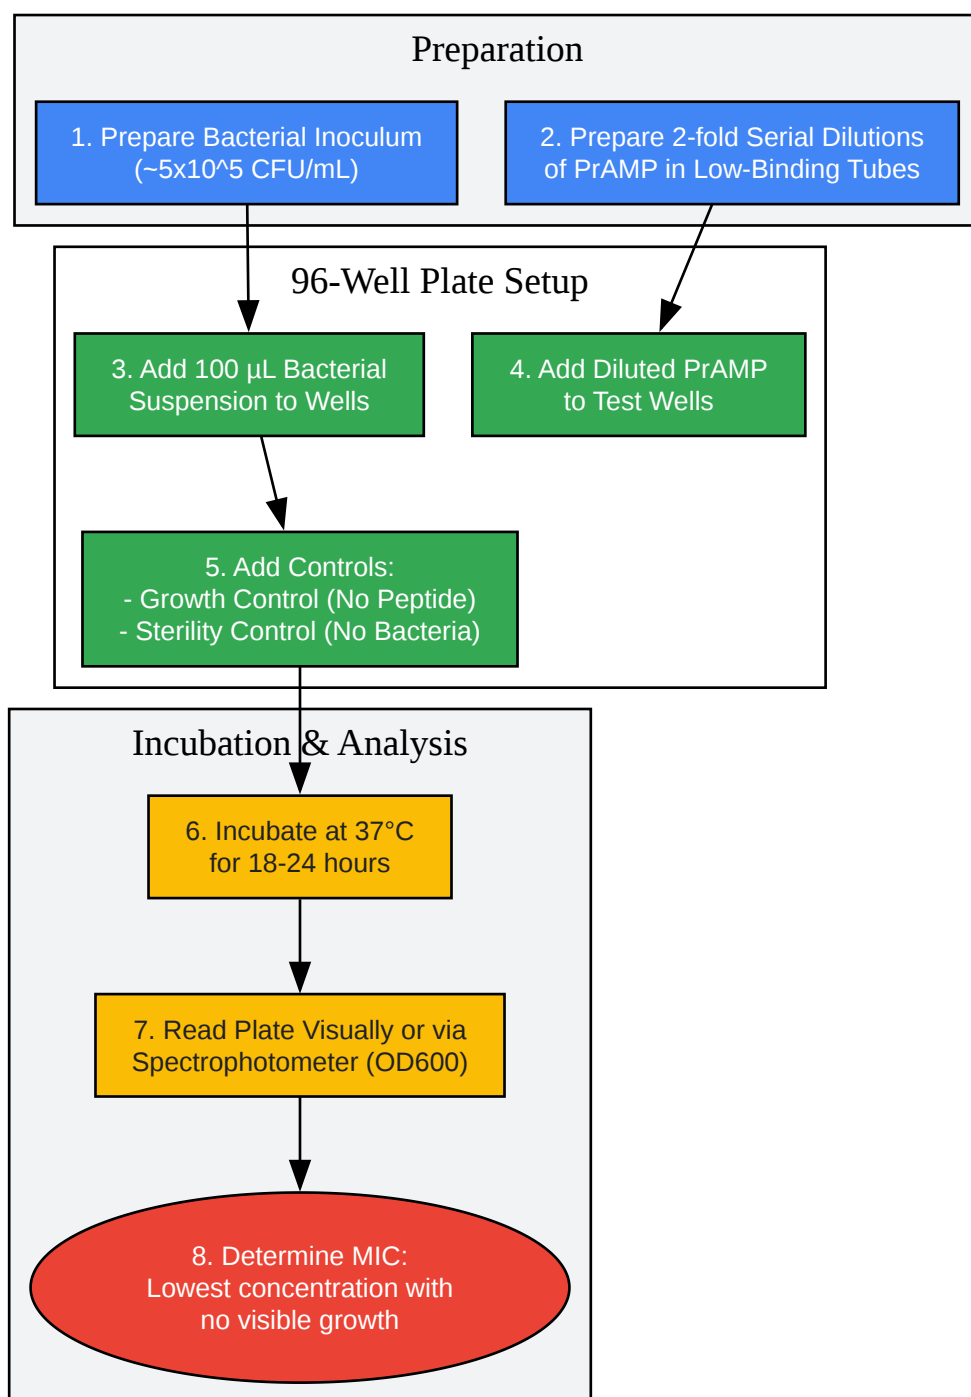 Preparation
1. Prepare Bacterial Inoculum
(~5x10^5 CFU/mL)
2. Prepare 2-fold Serial Dilutions
of PrAMP in Low-Binding Tubes
96-Well Plate Setup
3. Add 100 µL Bacterial
Suspension to Wells
4. Add Diluted PrAMP
to Test Wells
5. Add Controls:
- Growth Control (No Peptide)
- Sterility Control (No Bacteria)
Incubation & Analysis
6. Incubate at 37°C
for 18-24 hours
7. Read Plate Visually or via
Spectrophotometer (OD600)
8. Determine MIC:
Lowest concentration with
no visible growth